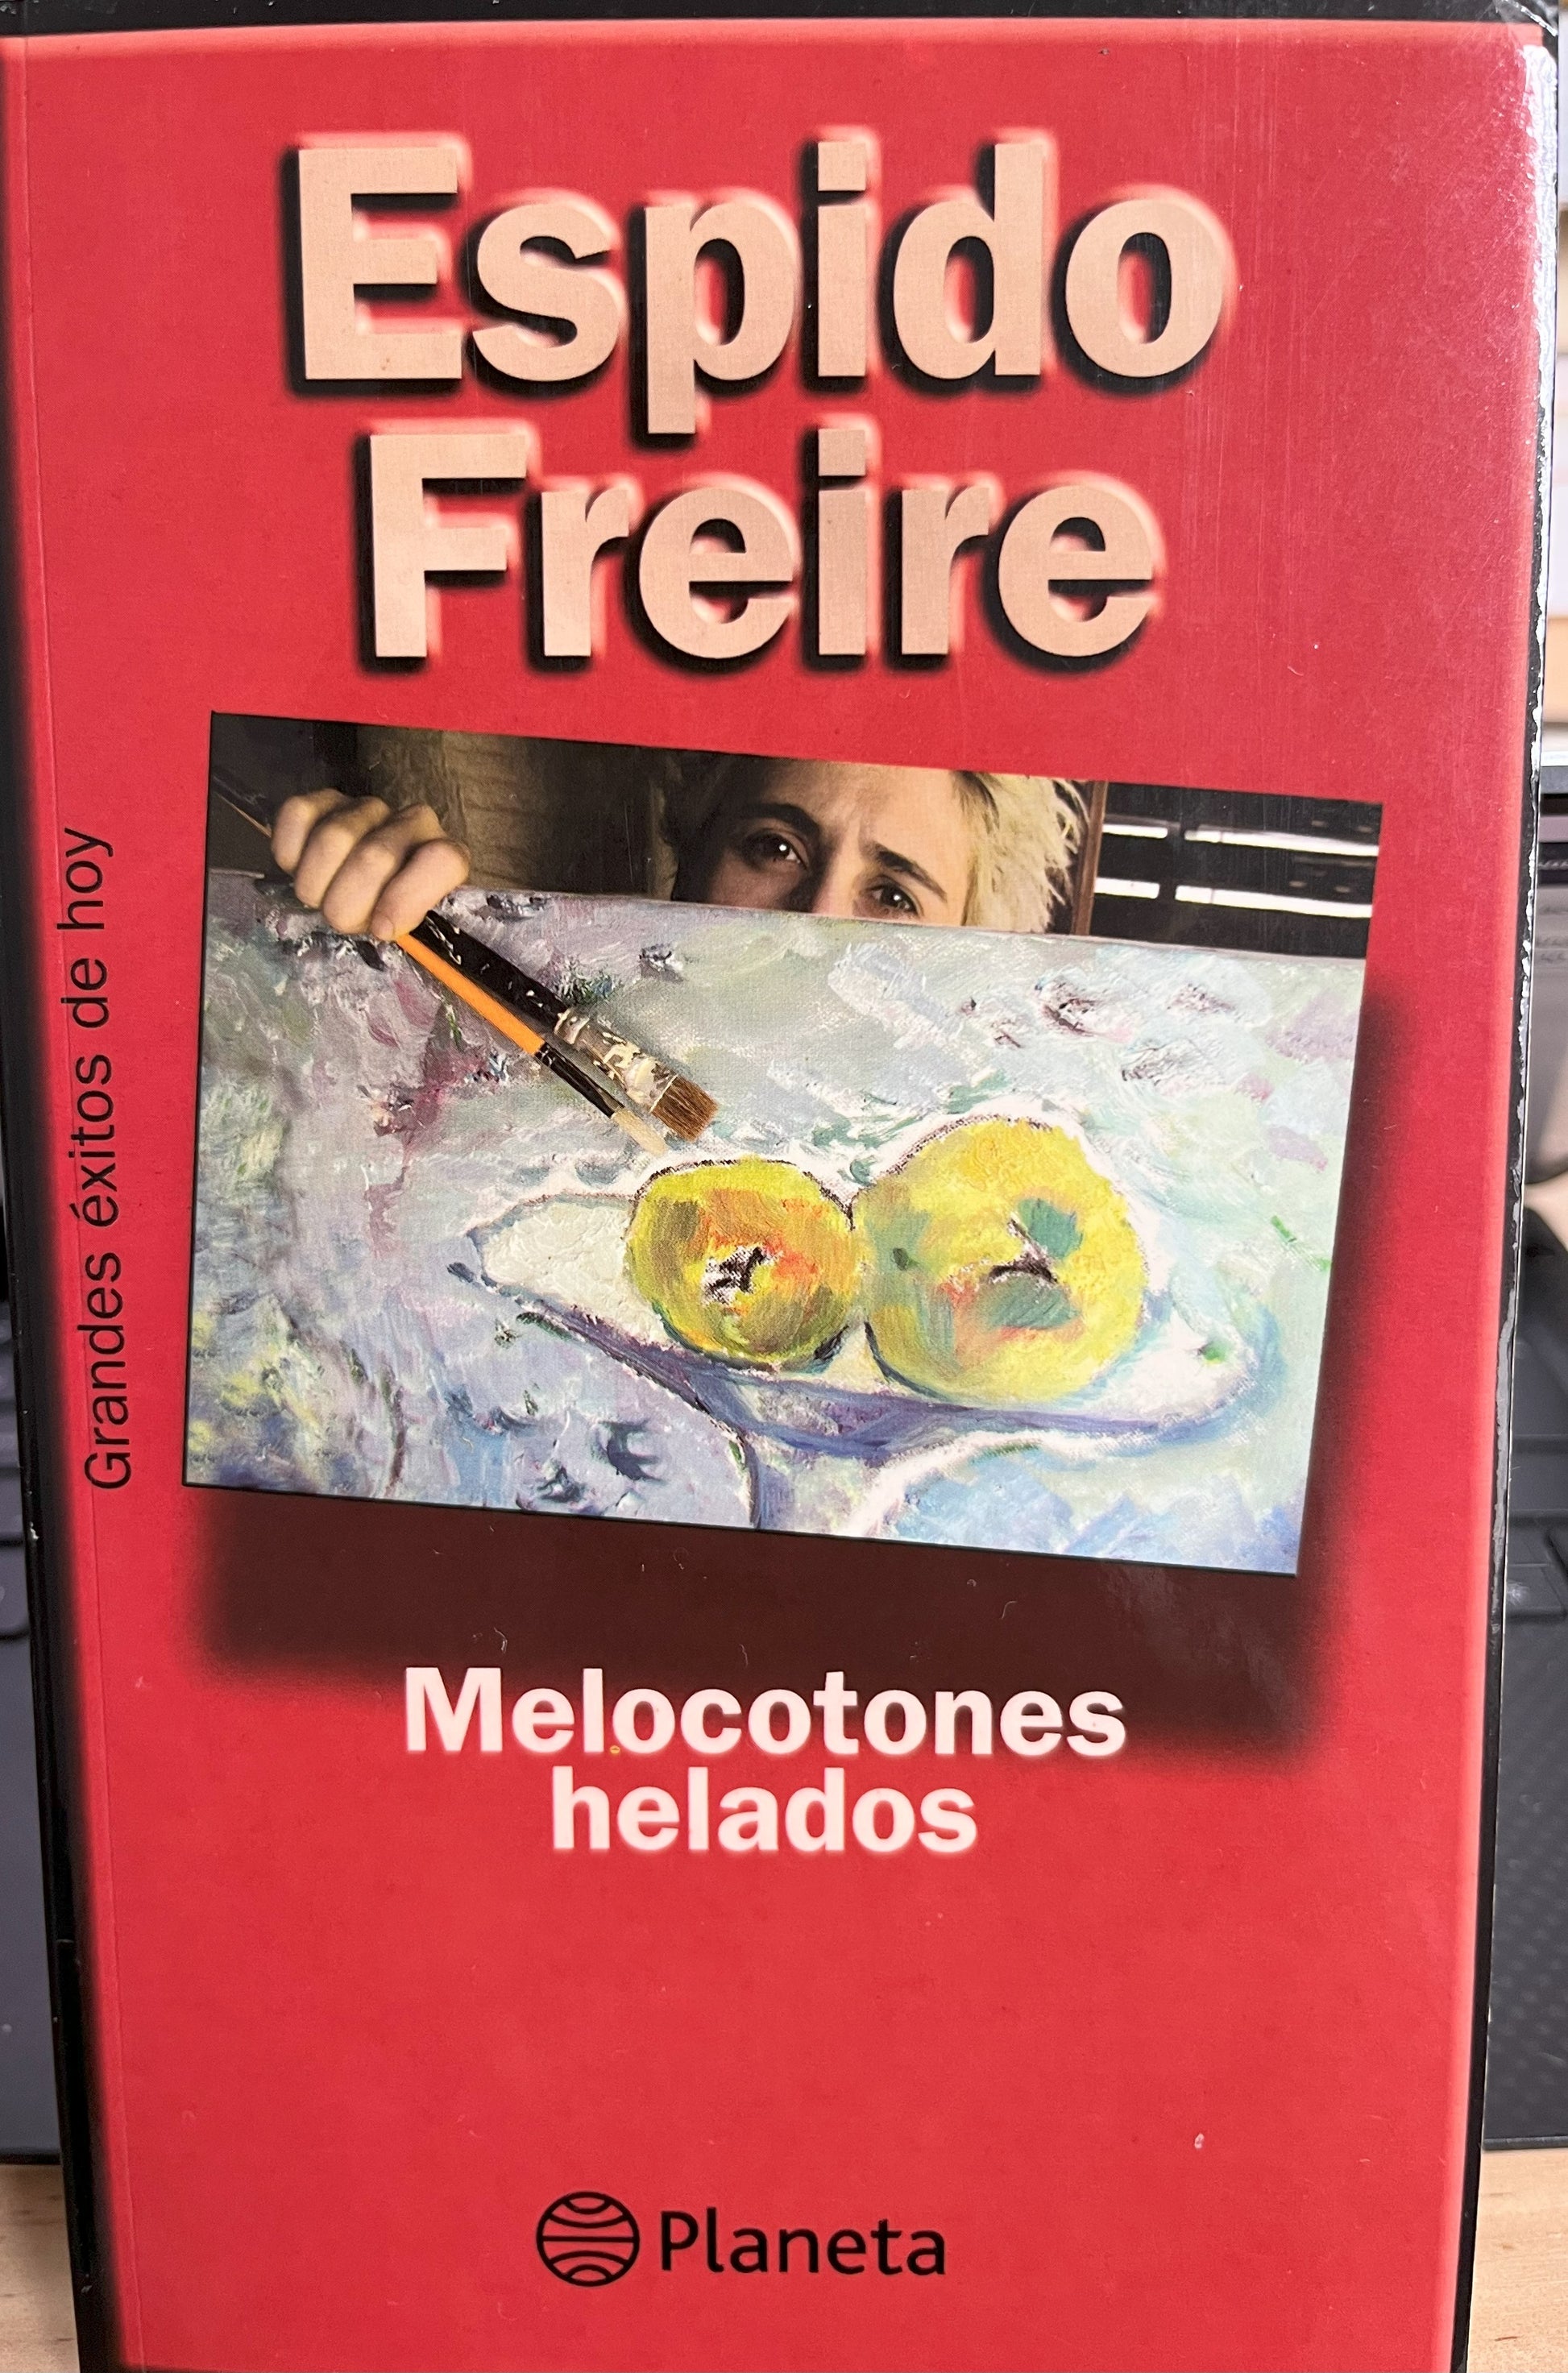 Espido
Freire
Grandes éxitos de hoy
Melocotones
helados
Planeta